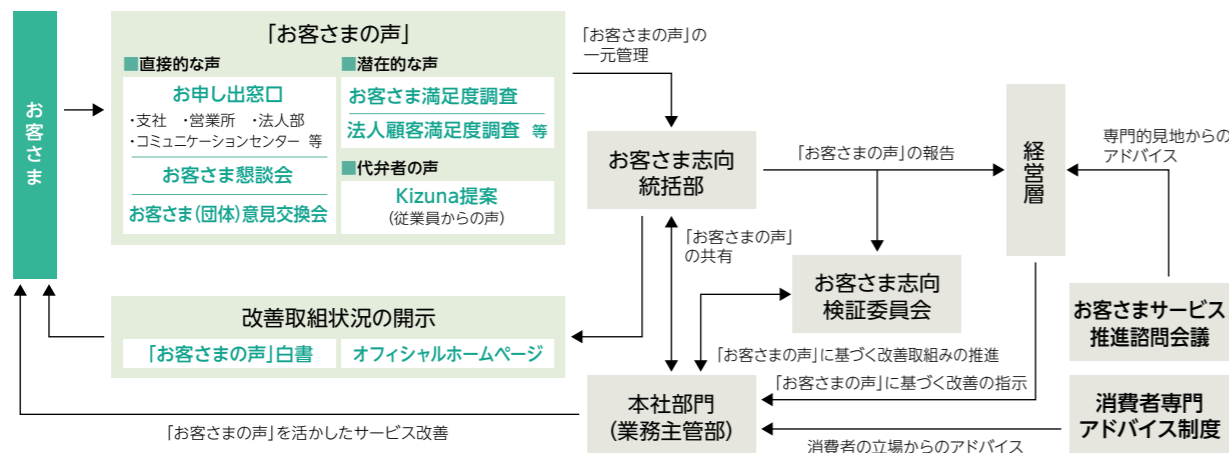 お客さま
「お客さまの声」
■直接的な声
お申し出窓口
・支社 ・営業所 ・法人部
・コミュニケーションセンター 等
お客さま懇談会
お客さま(団体)意見交換会
■潜在的な声
お客さま満足度調査
法人顧客満足度調査 等
■代弁者の声
Kizuna提案
(従業員からの声)
「お客さまの声」の
一元管理
お客さま志向
統括部
「お客さまの声」の報告
経営層
専門的見地からの
アドバイス
「お客さまの声」
の共有
お客さま志向
検証委員会
お客さまサービス
推進諮問会議
改善取組状況の開示
「お客さまの声」白書
オフィシャルホームページ
「お客さまの声」に基づく改善取組みの推進
「お客さまの声」に基づく改善の指示
本社部門
(業務主管部)
消費者専門
アドバイス制度
「お客さまの声」を活かしたサービス改善
消費者の立場からのアドバイス